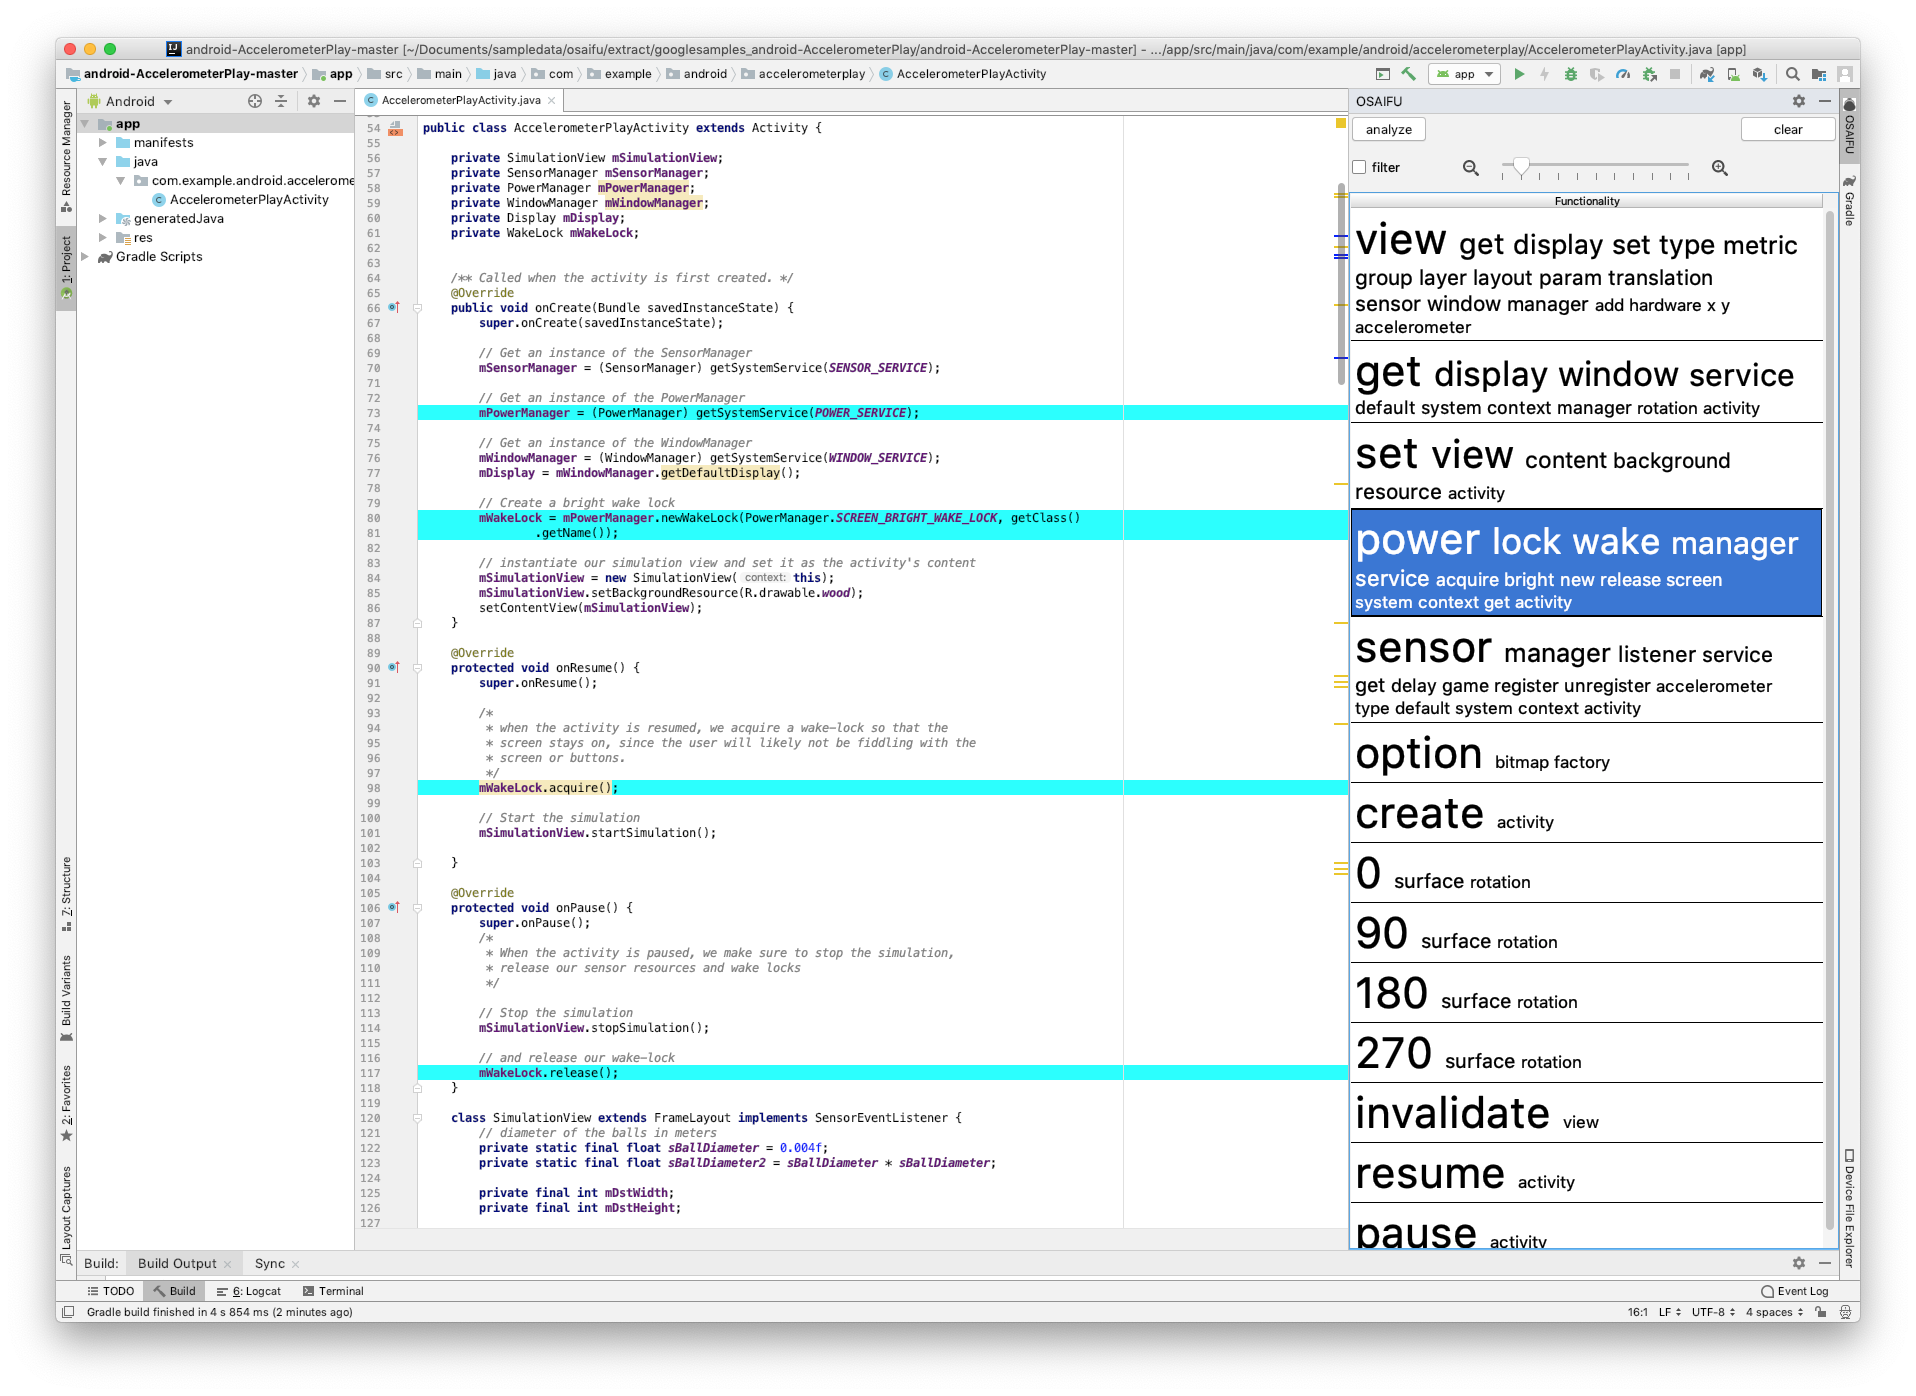 android-AccelerometerPlay-master [~/Documents/sampledata/osaifu/extract/googlesamples_android-AccelerometerPlay/android-AccelerometerPlay-master] - .../app/src/main/java/com/example/android/accelerometerplay/AccelerometerPlayActivity.java [app]
android-AccelerometerPlay-master app src main java com example android accelerometerplay AccelerometerPlayActivity
app
Resource Manager
1: Project
Z: Structure
Build Variants
2: Favorites
Layout Captures
Android
app
manifests
java
com.example.android.accelerome
AccelerometerPlayActivity
generatedJava
res
Gradle Scripts
AccelerometerPlayActivity.java
54 public class AccelerometerPlayActivity extends Activity {
55
56 private SimulationView mSimulationView;
57 private SensorManager mSensorManager;
58 private PowerManager mPowerManager;
59 private WindowManager mWindowManager;
60 private Display mDisplay;
61 private WakeLock mWakeLock;
62
63
64 /** Called when the activity is first created. */
65 @Override
66 public void onCreate(Bundle savedInstanceState) {
67 super.onCreate(savedInstanceState);
68
69 // Get an instance of the SensorManager
70 mSensorManager = (SensorManager) getSystemService(SENSOR_SERVICE);
71
72 // Get an instance of the PowerManager
73 mPowerManager = (PowerManager) getSystemService(POWER_SERVICE);
74
75 // Get an instance of the WindowManager
76 mWindowManager = (WindowManager) getSystemService(WINDOW_SERVICE);
77 mDisplay = mWindowManager.getDefaultDisplay();
78
79 // Create a bright wake lock
80 mWakeLock = mPowerManager.newWakeLock(PowerManager.SCREEN_BRIGHT_WAKE_LOCK, getClass()
81 .getName());
82
83 // instantiate our simulation view and set it as the activity's content
84 mSimulationView = new SimulationView( context: this);
85 mSimulationView.setBackgroundResource(R.drawable.wood);
86 setContentView(mSimulationView);
87 }
88
89 @Override
90 protected void onResume() {
91 super.onResume();
92
93 /*
94 * when the activity is resumed, we acquire a wake-lock so that the
95 * screen stays on, since the user will likely not be fiddling with the
96 * screen or buttons.
97 */
98 mWakeLock.acquire();
99
100 // Start the simulation
101 mSimulationView.startSimulation();
102
103 }
104
105 @Override
106 protected void onPause() {
107 super.onPause();
108 /*
109 * When the activity is paused, we make sure to stop the simulation,
110 * release our sensor resources and wake locks
111 */
112
113 // Stop the simulation
114 mSimulationView.stopSimulation();
115
116 // and release our wake-lock
117 mWakeLock.release();
118 }
119
120 class SimulationView extends FrameLayout implements SensorEventListener {
121 // diameter of the balls in meters
122 private static final float sBallDiameter = 0.004f;
123 private static final float sBallDiameter2 = sBallDiameter * sBallDiameter;
124
125 private final int mDstWidth;
126 private final int mDstHeight;
127
OSAIFU
analyze clear
filter
Functionality
view get display set type metric
group layer layout param translation
sensor window manager add hardware x y
accelerometer
get display window service
default system context manager rotation activity
set view content background
resource activity
power lock wake manager
service acquire bright new release screen
system context get activity
sensor manager listener service
get delay game register unregister accelerometer
type default system context activity
option bitmap factory
create activity
0 surface rotation
90 surface rotation
180 surface rotation
270 surface rotation
invalidate view
resume activity
pause activity
OSAIFU
Gradle
Device File Explorer
Build: Build Output Sync
TODO Build 6: Logcat Terminal Event Log
Gradle build finished in 4 s 854 ms (2 minutes ago) 16:1 LF UTF-8 4 spaces